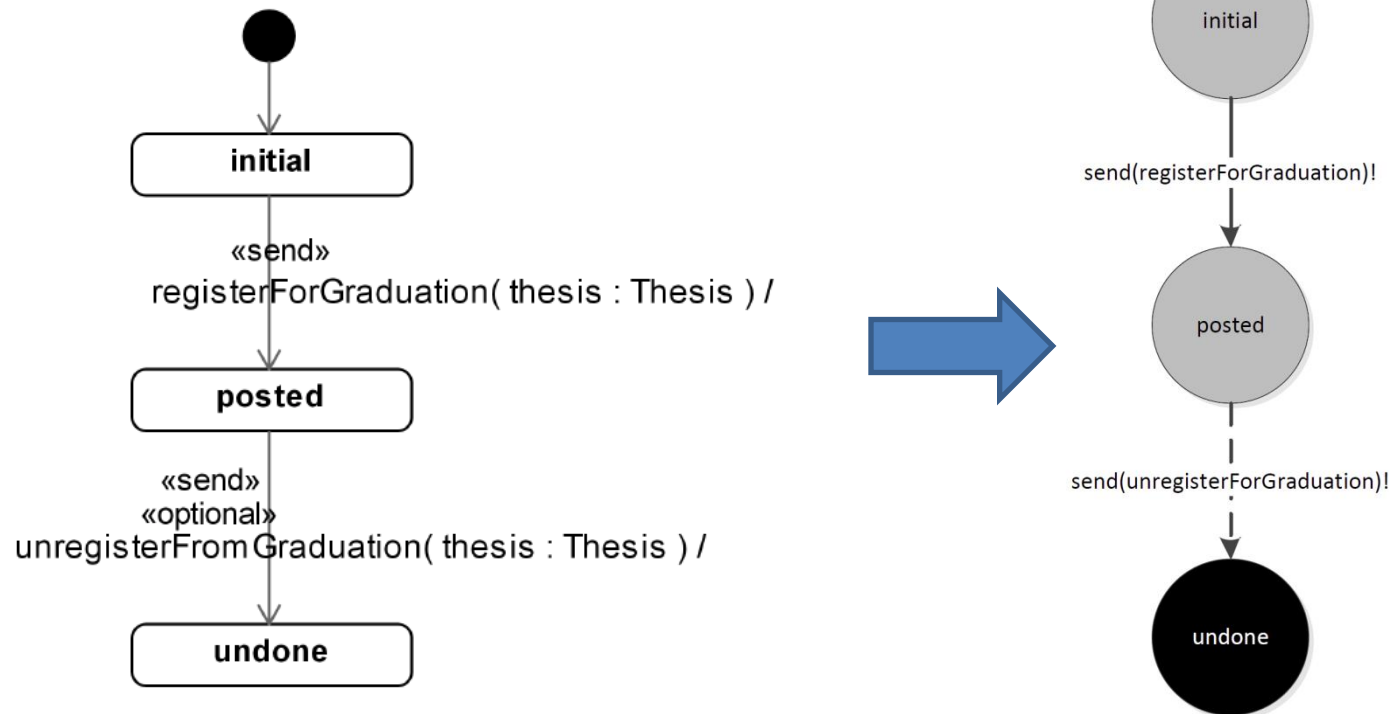 initial
«send»
registerForGraduation( thesis : Thesis ) /
posted
«send»
«optional»
unregisterFromGraduation( thesis : Thesis ) /
undone
initial
send(registerForGraduation)!
posted
send(unregisterForGraduation)!
undone